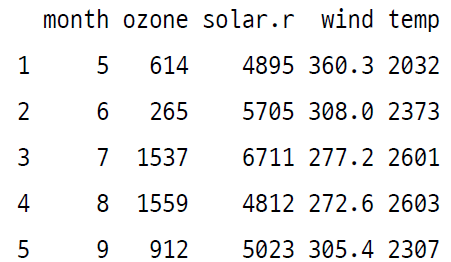 month ozone solar.r wind temp
1 5 614 4895 360.3 2032
2 6 265 5705 308.0 2373
3 7 1537 6711 277.2 2601
4 8 1559 4812 272.6 2603
5 9 912 5023 305.4 2307